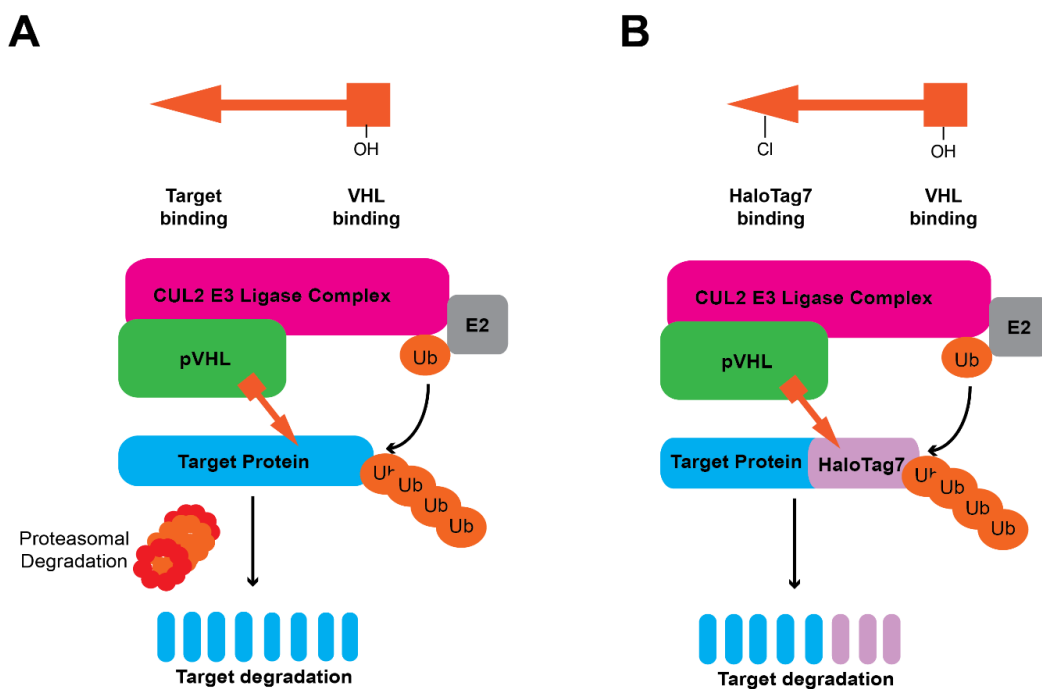 A
OH
Target
binding
VHL
binding
CUL2 E3 Ligase Complex
E2
pVHL
Ub
Target Protein
Ub
Ub
Ub
Ub
Proteasomal
Degradation
Target degradation
B
Cl
OH
HaloTag7
binding
VHL
binding
CUL2 E3 Ligase Complex
E2
pVHL
Ub
Target Protein
HaloTag7
Ub
Ub
Ub
Ub
Target degradation